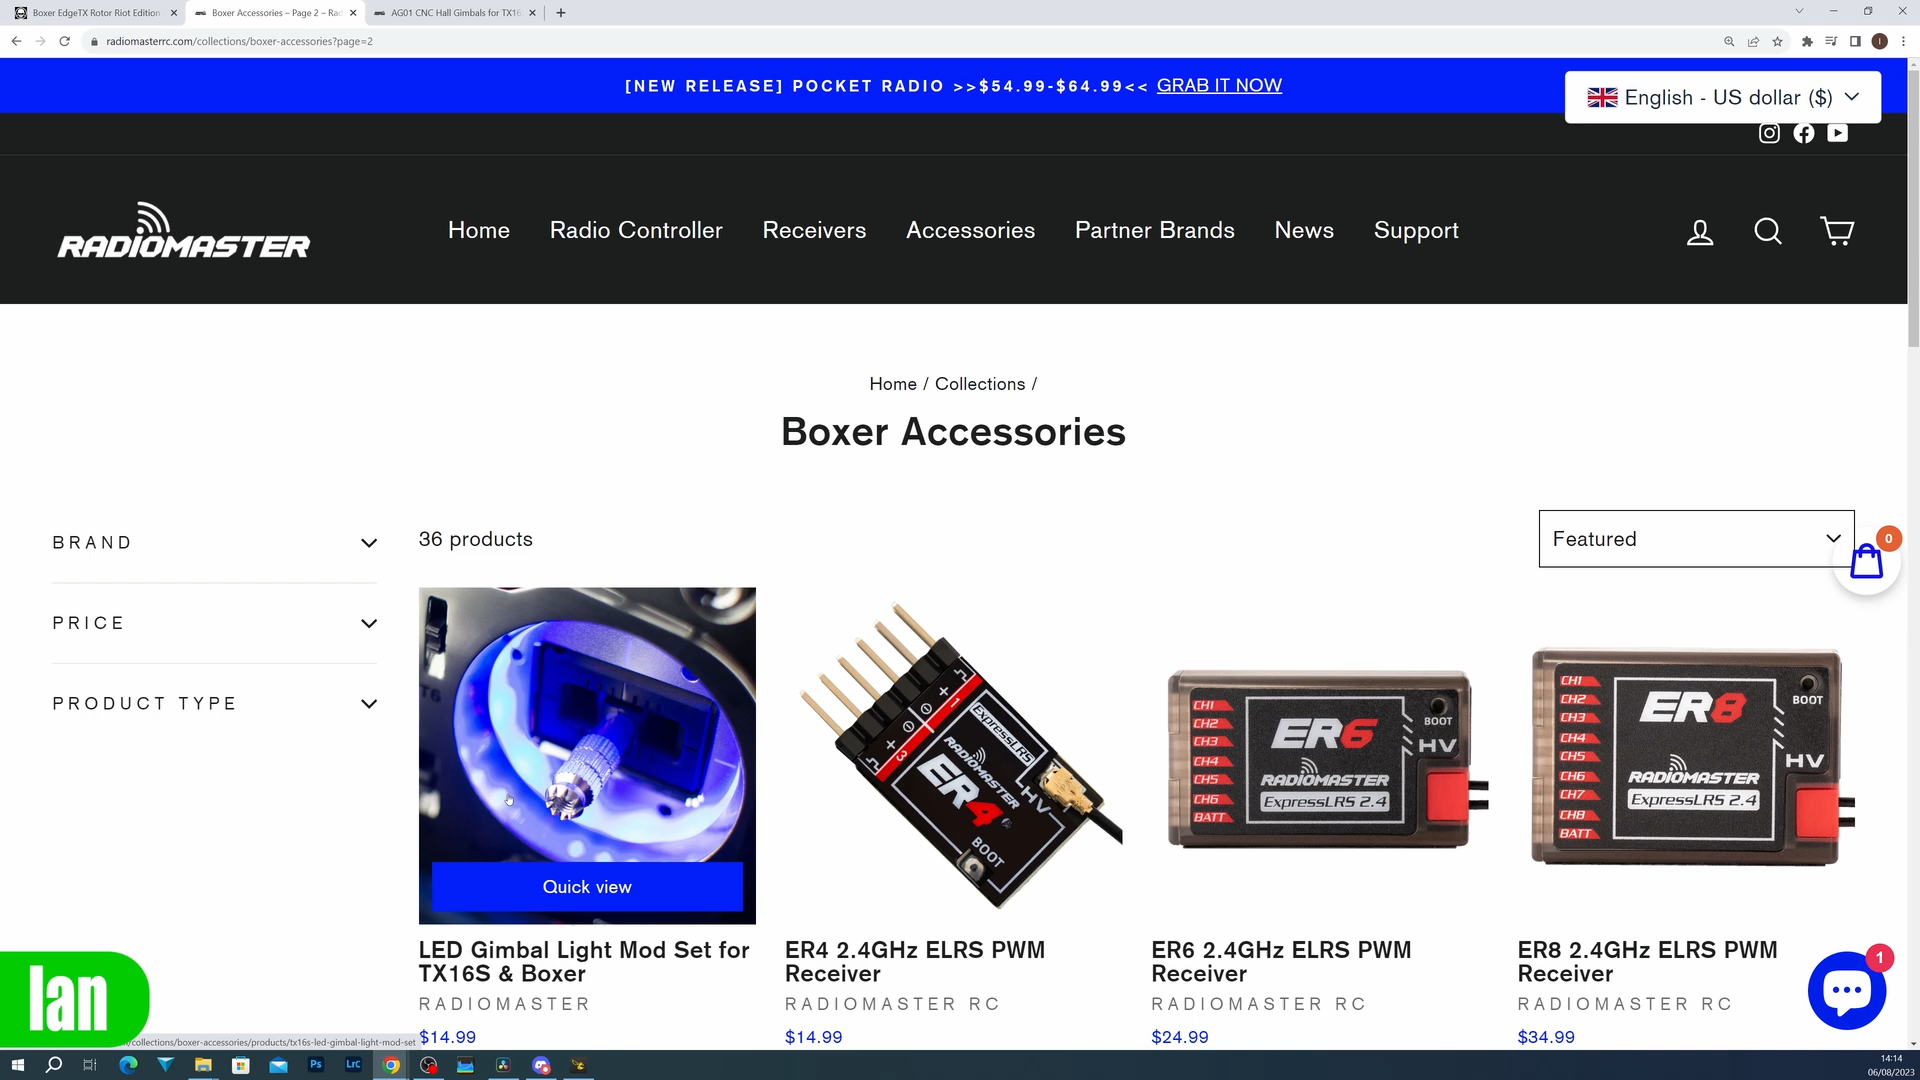 Boxer EdgeTX Rotor Riot Edition
Boxer Accessories – Page 2 – Rad
AG01 CNC Hall Gimbals for TX16
radiomasterrc.com/collections/boxer-accessories?page=2
[NEW RELEASE] POCKET RADIO >>$54.99-$64.99<< GRAB IT NOW
English - US dollar ($)
RADIOMASTER
Home
Radio Controller
Receivers
Accessories
Partner Brands
News
Support
Home / Collections /
Boxer Accessories
BRAND
PRICE
PRODUCT TYPE
36 products
Featured
0
Quick view
LED Gimbal Light Mod Set for
TX16S & Boxer
RADIOMASTER
$14.99
+ 1
+ 3
ExpressLRS
RADIOMASTER
ER4
HV
BOOT
ER4 2.4GHz ELRS PWM
Receiver
RADIOMASTER RC
$14.99
CH1
CH2
CH3
CH4
CH5
CH6
BATT
ER6
BOOT
HV
RADIOMASTER
ExpressLRS 2.4
ER6 2.4GHz ELRS PWM
Receiver
RADIOMASTER RC
$24.99
CH1
CH2
CH3
CH4
CH5
CH6
CH7
CH8
BATT
ER8
BOOT
HV
RADIOMASTER
ExpressLRS 2.4
ER8 2.4GHz ELRS PWM
Receiver
RADIOMASTER RC
$34.99
1
Ian
/collections/boxer-accessories/products/tx16s-led-gimbal-light-mod-set
Ps
LrC
14:14
06/08/2023